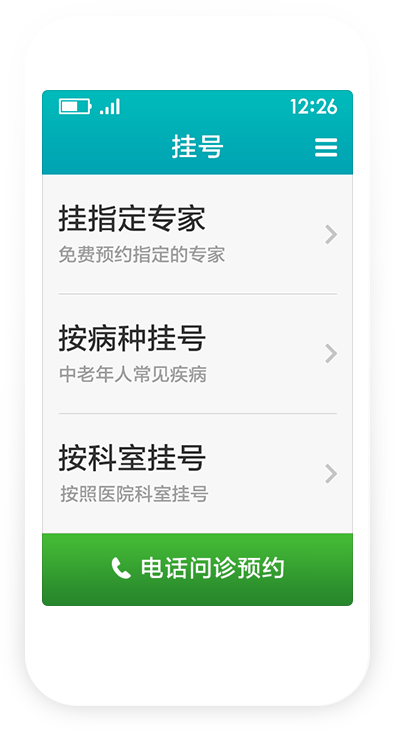 12:26
挂号
挂指定专家
免费预约指定的专家
按病种挂号
中老年人常见疾病
按科室挂号
按照医院科室挂号
电话问诊预约